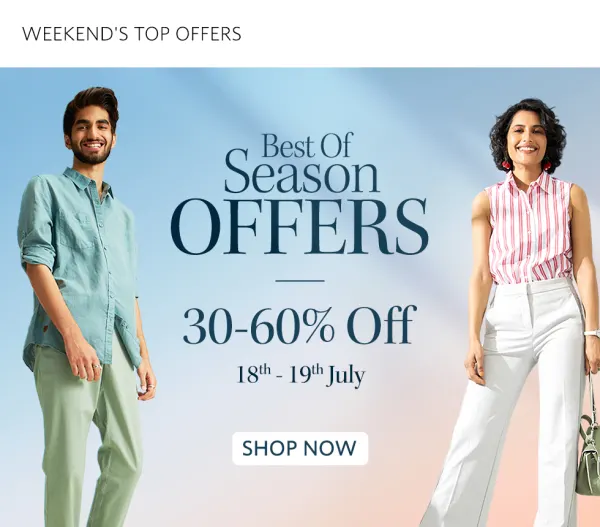 WEEKEND'S TOP OFFERS
Best Of
Season
OFFERS
30-60% Off
18th - 19th July
SHOP NOW